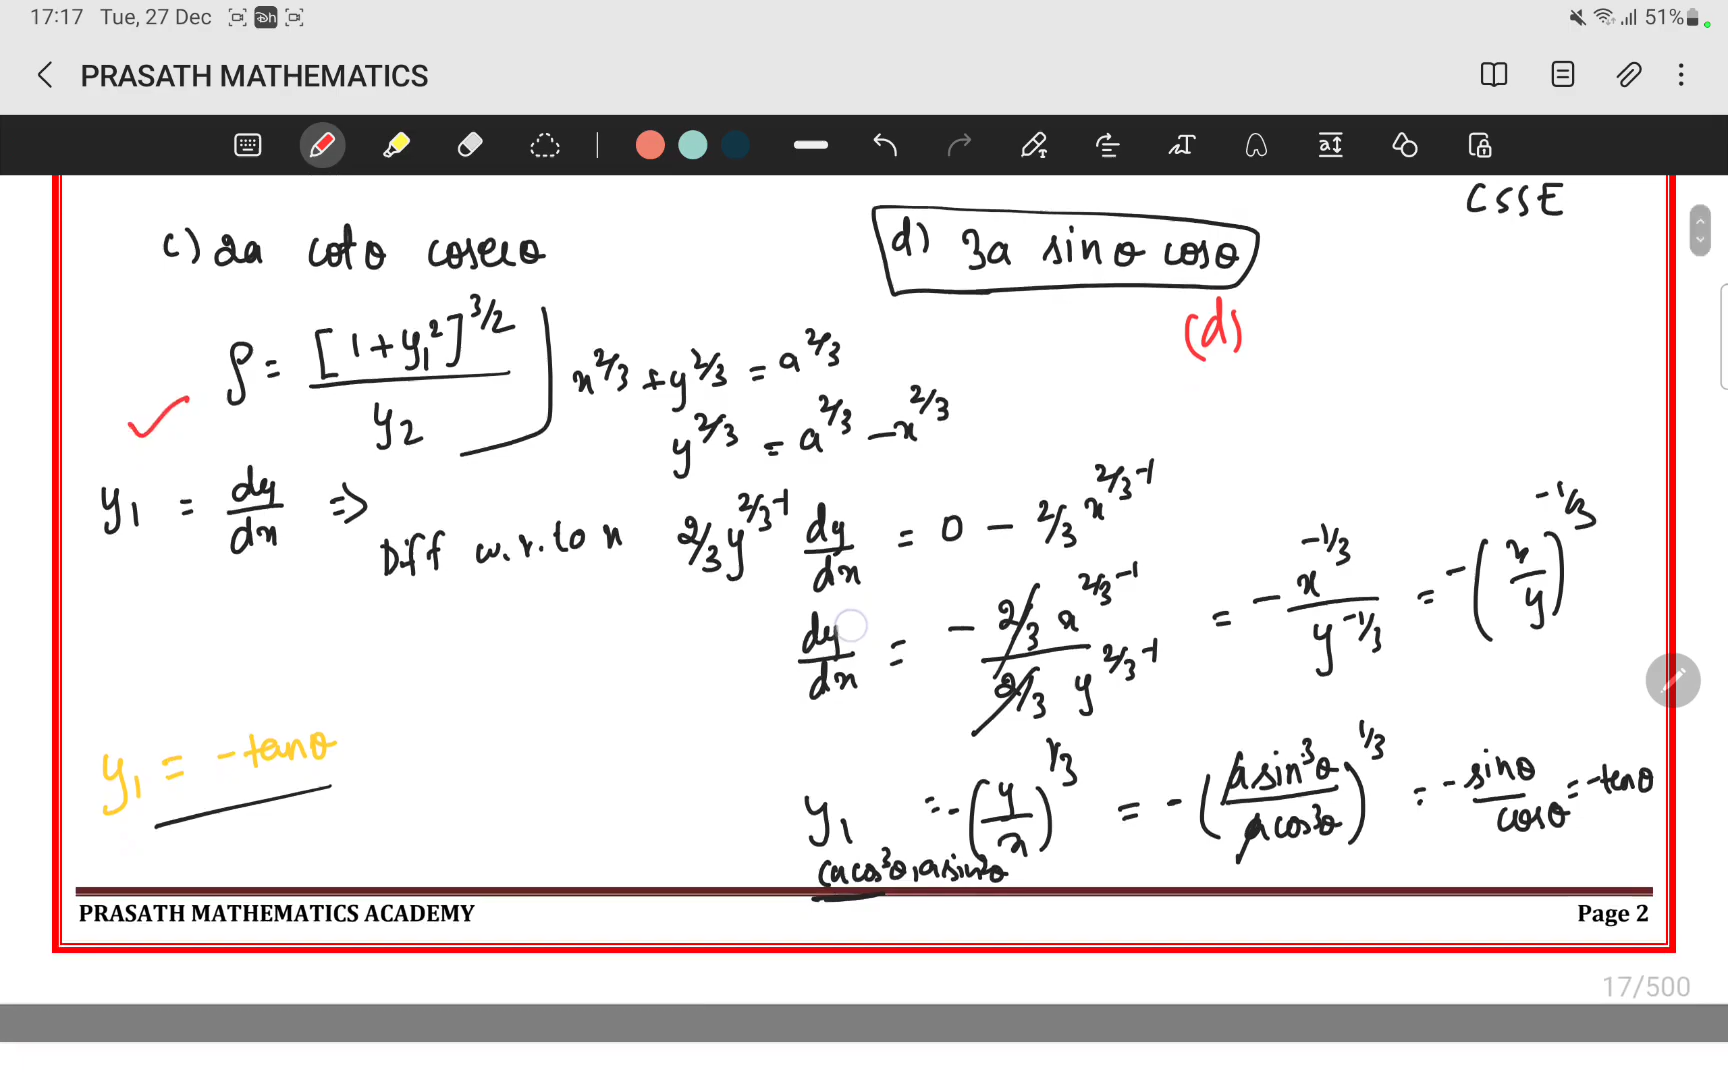 17:17 Tue, 27 Dec
51%
PRASATH MATHEMATICS
CSSE
c) 2a cotθ cosecθ d) 3a sinθ cosθ
(d)
ρ = [1+y₁²]^3/2 / y₂
x^2/3 + y^2/3 = a^2/3
y^2/3 = a^2/3 - x^2/3
y₁ = dy/dx ⇒
Diff w.r.to x 2/3 y^2/3-1 dy/dx = 0 - 2/3 x^2/3-1
dy/dx = - 2/3 x^2/3-1 / 2/3 y^2/3-1 = - x^-1/3 / y^-1/3 = -(x/y)^-1/3
y₁ = -tanθ
y₁ = -(y/x)^1/3 = -(a sin³θ / a cos³θ)^1/3 = - sinθ/cosθ = -tanθ
(a cos³θ, a sin³θ
PRASATH MATHEMATICS ACADEMY Page 2
17/500